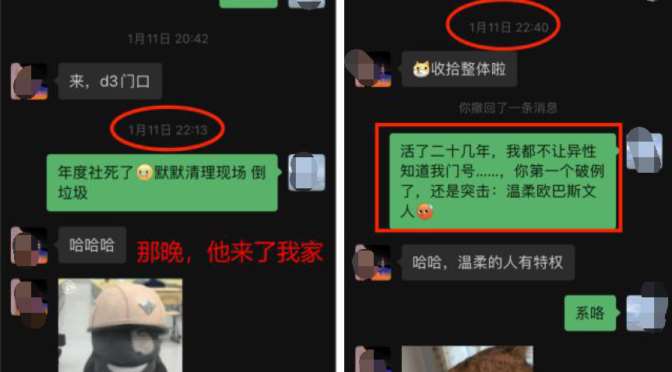 1月11日 20:42
来，d3门口
1月11日 22:13
年度社死了默默清理现场 倒
垃圾
哈哈哈
那晚，他来了我家
1月11日 22:40
收拾整体啦
你撤回了一条消息
活了二十几年，我都不让异性
知道我门号......，你第一个破例
了，还是突击：温柔欧巴斯文
人
哈哈，温柔的人有特权
系咯